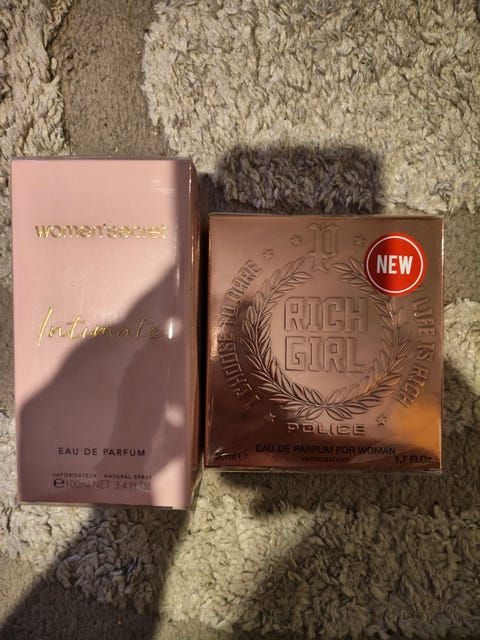 women'secret
Intimate
EAU DE PARFUM
VAPORISATEUR NATURAL SPRAY
℮100ml NET 3.4 FL.OZ
P
NEW
I CHOOSE TO DARE
LIFE IS RICH
RICH
GIRL
POLICE
EAU DE PARFUM FOR WOMAN
VAPORISATEUR
50ml ℮
1.7 Fl.Oz.